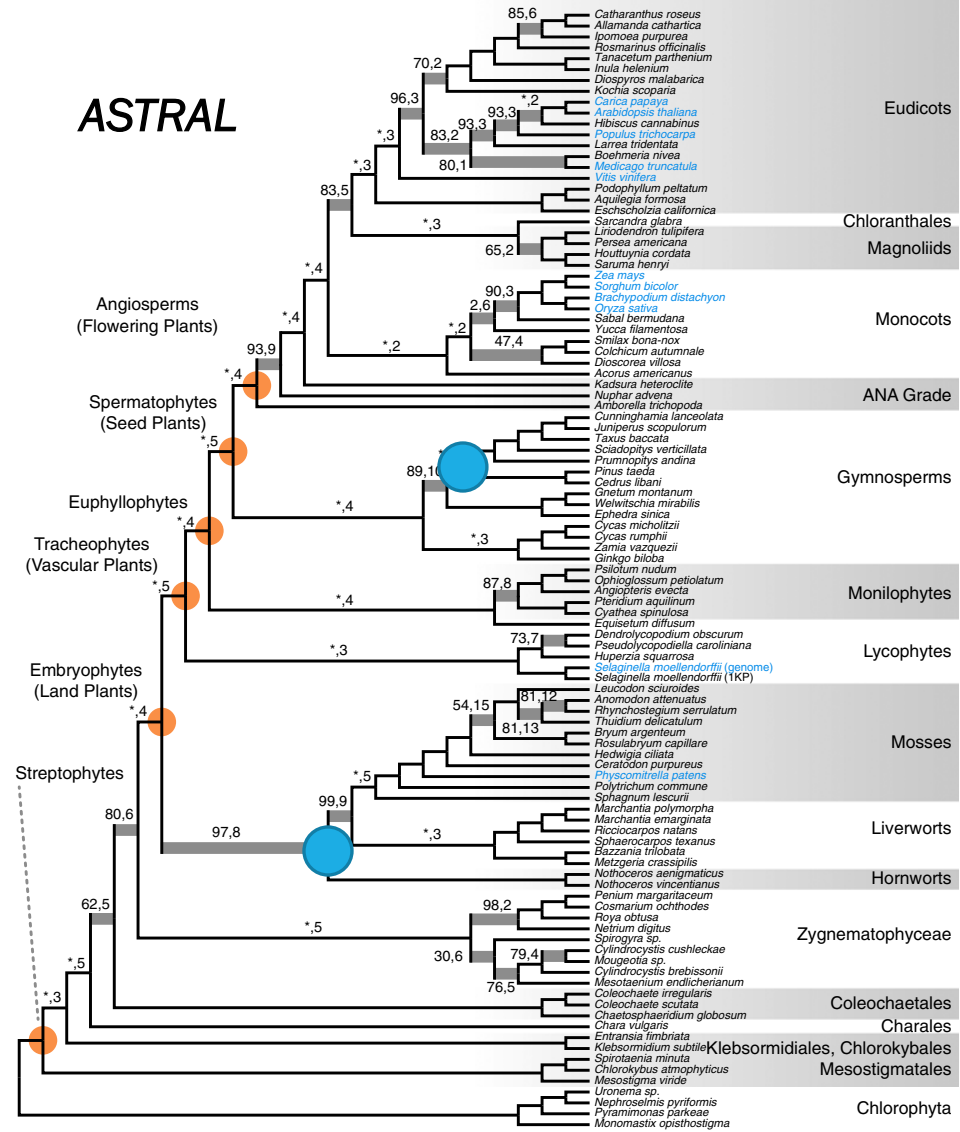 ASTRAL
85,6
Catharanthus roseus
Allamanda cathartica
Ipomoea purpurea
Rosmarinus officinalis
Tanacetum parthenium
Inula helenium
70,2
Diospyros malabarica
Kochia scoparia
Eudicots
96,3
*,2
Carica papaya
93,3
Arabidopsis thaliana
93,3
Hibiscus cannabinus
*,3
83,2
Populus trichocarpa
Larrea tridentata
Boehmeria nivea
*,3
80,1
Medicago truncatula
Vitis vinifera
83,5
Podophyllum peltatum
Aquilegia formosa
Eschscholzia californica
*,3
Sarcandra glabra
Chloranthales
Liriodendron tulipifera
65,2
Persea americana
Magnoliids
Houttuynia cordata
*,4
Saruma henryi
Zea mays
Sorghum bicolor
90,3
Brachypodium distachyon
Angiosperms
(Flowering Plants)
2,6
Oryza sativa
*,4
Sabal bermudana
Monocots
*,2
Yucca filamentosa
47,4
Smilax bona-nox
*,2
Colchicum autumnale
93,9
Dioscorea villosa
*,4
Acorus americanus
Kadsura heteroclite
Nuphar advena
ANA Grade
Amborella trichopoda
Spermatophytes
(Seed Plants)
Cunninghamia lanceolata
Juniperus scopulorum
*,5
Taxus baccata
Sciadopitys verticillata
Prumnopitys andina
89,10
Pinus taeda
Gymnosperms
Cedrus libani
Euphyllophytes
*,4
Gnetum montanum
Welwitschia mirabilis
Ephedra sinica
*,4
Cycas micholitzii
Cycas rumphii
*,3
Zamia vazquezii
Ginkgo biloba
Tracheophytes
(Vascular Plants)
Psilotum nudum
87,8
Ophioglossum petiolatum
*,5
Angiopteris evecta
Monilophytes
*,4
Pteridium aquilinum
Cyathea spinulosa
Equisetum diffusum
73,7
Dendrolycopodium obscurum
Pseudolycopodiella caroliniana
*,3
Huperzia squarrosa
Lycophytes
Selaginella moellendorffii (genome)
Selaginella moellendorffii (1KP)
Embryophytes
(Land Plants)
Leucodon sciuroides
81,12
Anomodon attenuatus
54,15
Rhynchostegium serrulatum
*,4
Thuidium delicatulum
81,13
Bryum argenteum
Rosulabryum capillare
Mosses
Hedwigia ciliata
Ceratodon purpureus
Streptophytes
*,5
Physcomitrella patens
Polytrichum commune
99,9
Sphagnum lescurii
80,6
Marchantia polymorpha
97,8
*,3
Marchantia emarginata
Ricciocarpos natans
Liverworts
Sphaerocarpos texanus
Bazzania trilobata
Metzgeria crassipilis
Nothoceros aenigmaticus
Hornworts
Nothoceros vincentianus
98,2
Penium margaritaceum
62,5
Cosmarium ochthodes
*,5
Roya obtusa
Netrium digitus
Zygnematophyceae
30,6
Spirogyra sp.
79,4
Cylindrocystis cushleckae
*,5
Mougeotia sp.
Cylindrocystis brebissonii
76,5
Mesotaenium endlicherianum
*,3
Coleochaete irregularis
Coleochaete scutata
Coleochaetales
Chaetosphaeridium globosum
Chara vulgaris
Charales
Entransia fimbriata
Klebsormidium subtile
Klebsormidiales, Chlorokybales
Spirotaenia minuta
Chlorokybus atmophyticus
Mesostigmatales
Mesostigma viride
Uronema sp.
Nephroselmis pyriformis
Chlorophyta
Pyramimonas parkeae
Monomastix opisthostigma